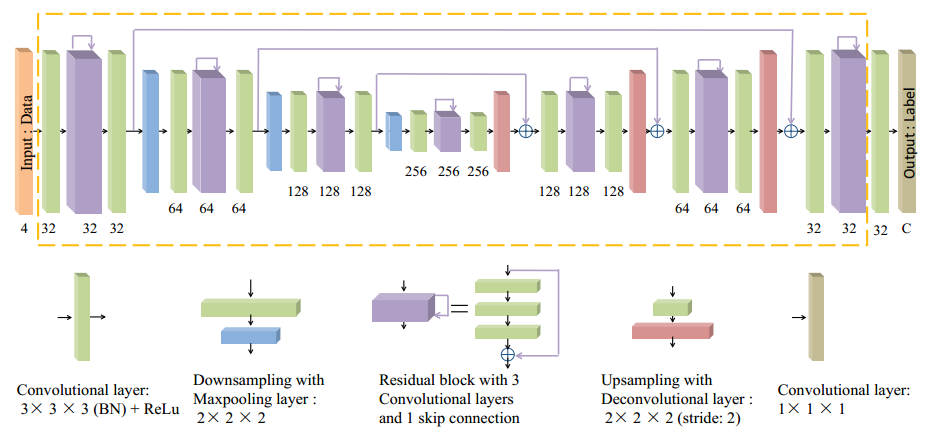 Input : Data
Output : Label
256 256 256
128 128 128
128 128 128
64 64 64
64 64 64
4 32 32 32
32 32 32 C
Convolutional layer:
3× 3 × 3 (BN) + ReLu
Downsampling with
Maxpooling layer :
2× 2 × 2
Residual block with 3
Convolutional layers
and 1 skip connection
Upsampling with
Deconvolutional layer :
2× 2 × 2 (stride: 2)
Convolutional layer:
1× 1 × 1